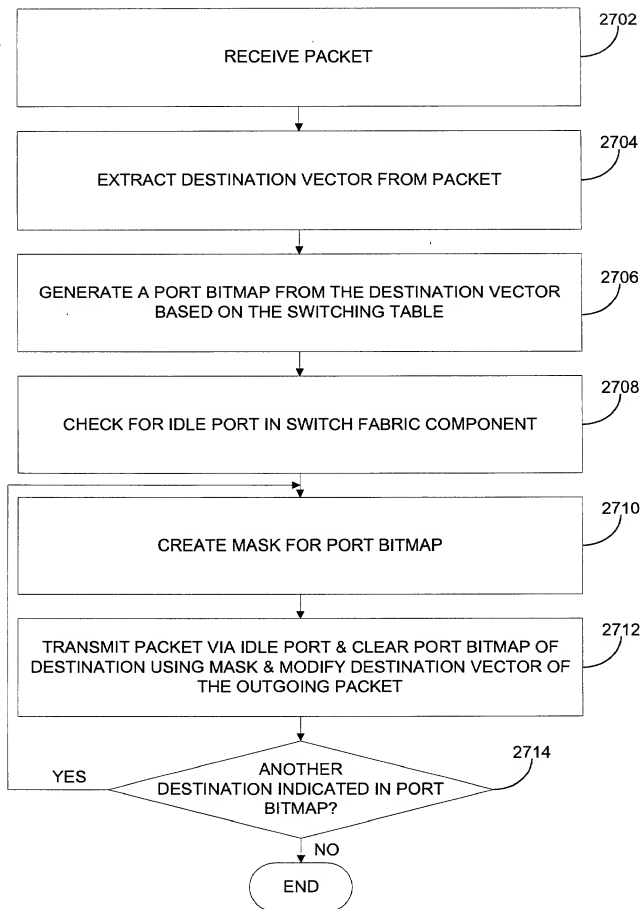 2702
RECEIVE PACKET
2704
EXTRACT DESTINATION VECTOR FROM PACKET
2706
GENERATE A PORT BITMAP FROM THE DESTINATION VECTOR
BASED ON THE SWITCHING TABLE
2708
CHECK FOR IDLE PORT IN SWITCH FABRIC COMPONENT
2710
CREATE MASK FOR PORT BITMAP
2712
TRANSMIT PACKET VIA IDLE PORT & CLEAR PORT BITMAP OF
DESTINATION USING MASK & MODIFY DESTINATION VECTOR OF
THE OUTGOING PACKET
2714
YES
ANOTHER
DESTINATION INDICATED IN PORT
BITMAP?
NO
END